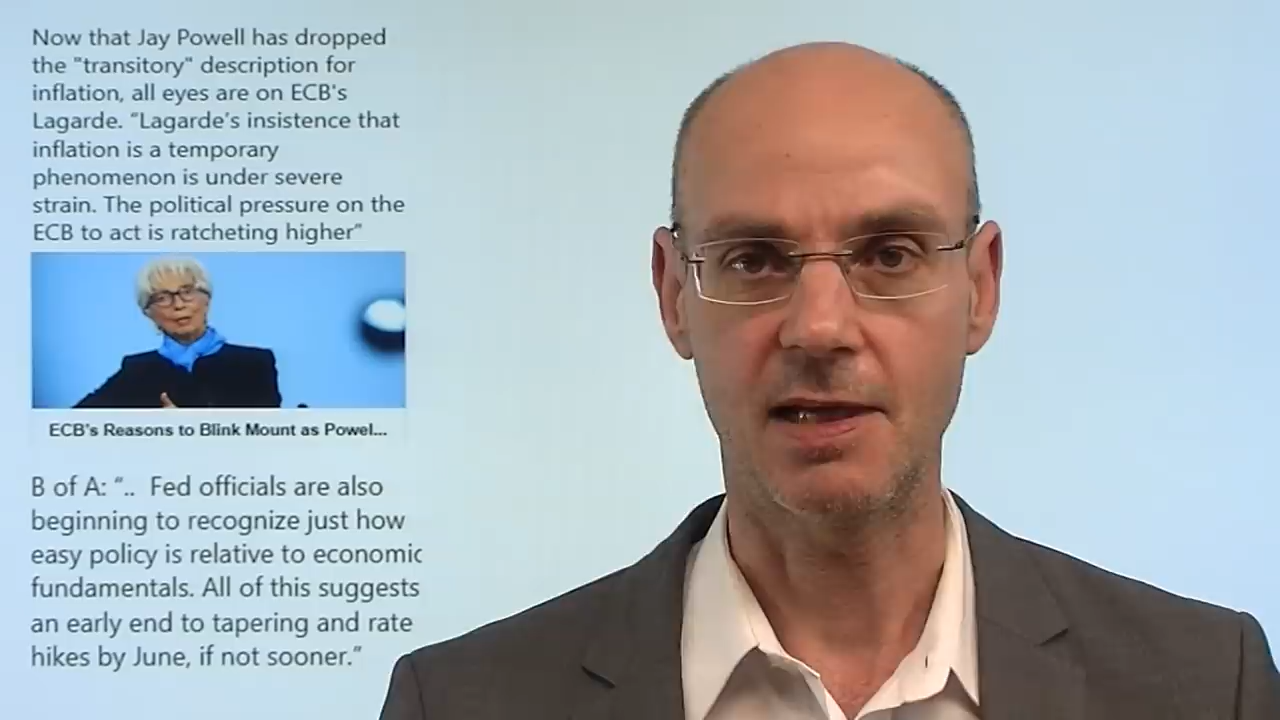 Now that Jay Powell has dropped
the "transitory" description for
inflation, all eyes are on ECB's
Lagarde. “Lagarde’s insistence that
inflation is a temporary
phenomenon is under severe
strain. The political pressure on the
ECB to act is ratcheting higher”
ECB's Reasons to Blink Mount as Powel...
B of A: “.. Fed officials are also
beginning to recognize just how
easy policy is relative to economic
fundamentals. All of this suggests
an early end to tapering and rate
hikes by June, if not sooner.”